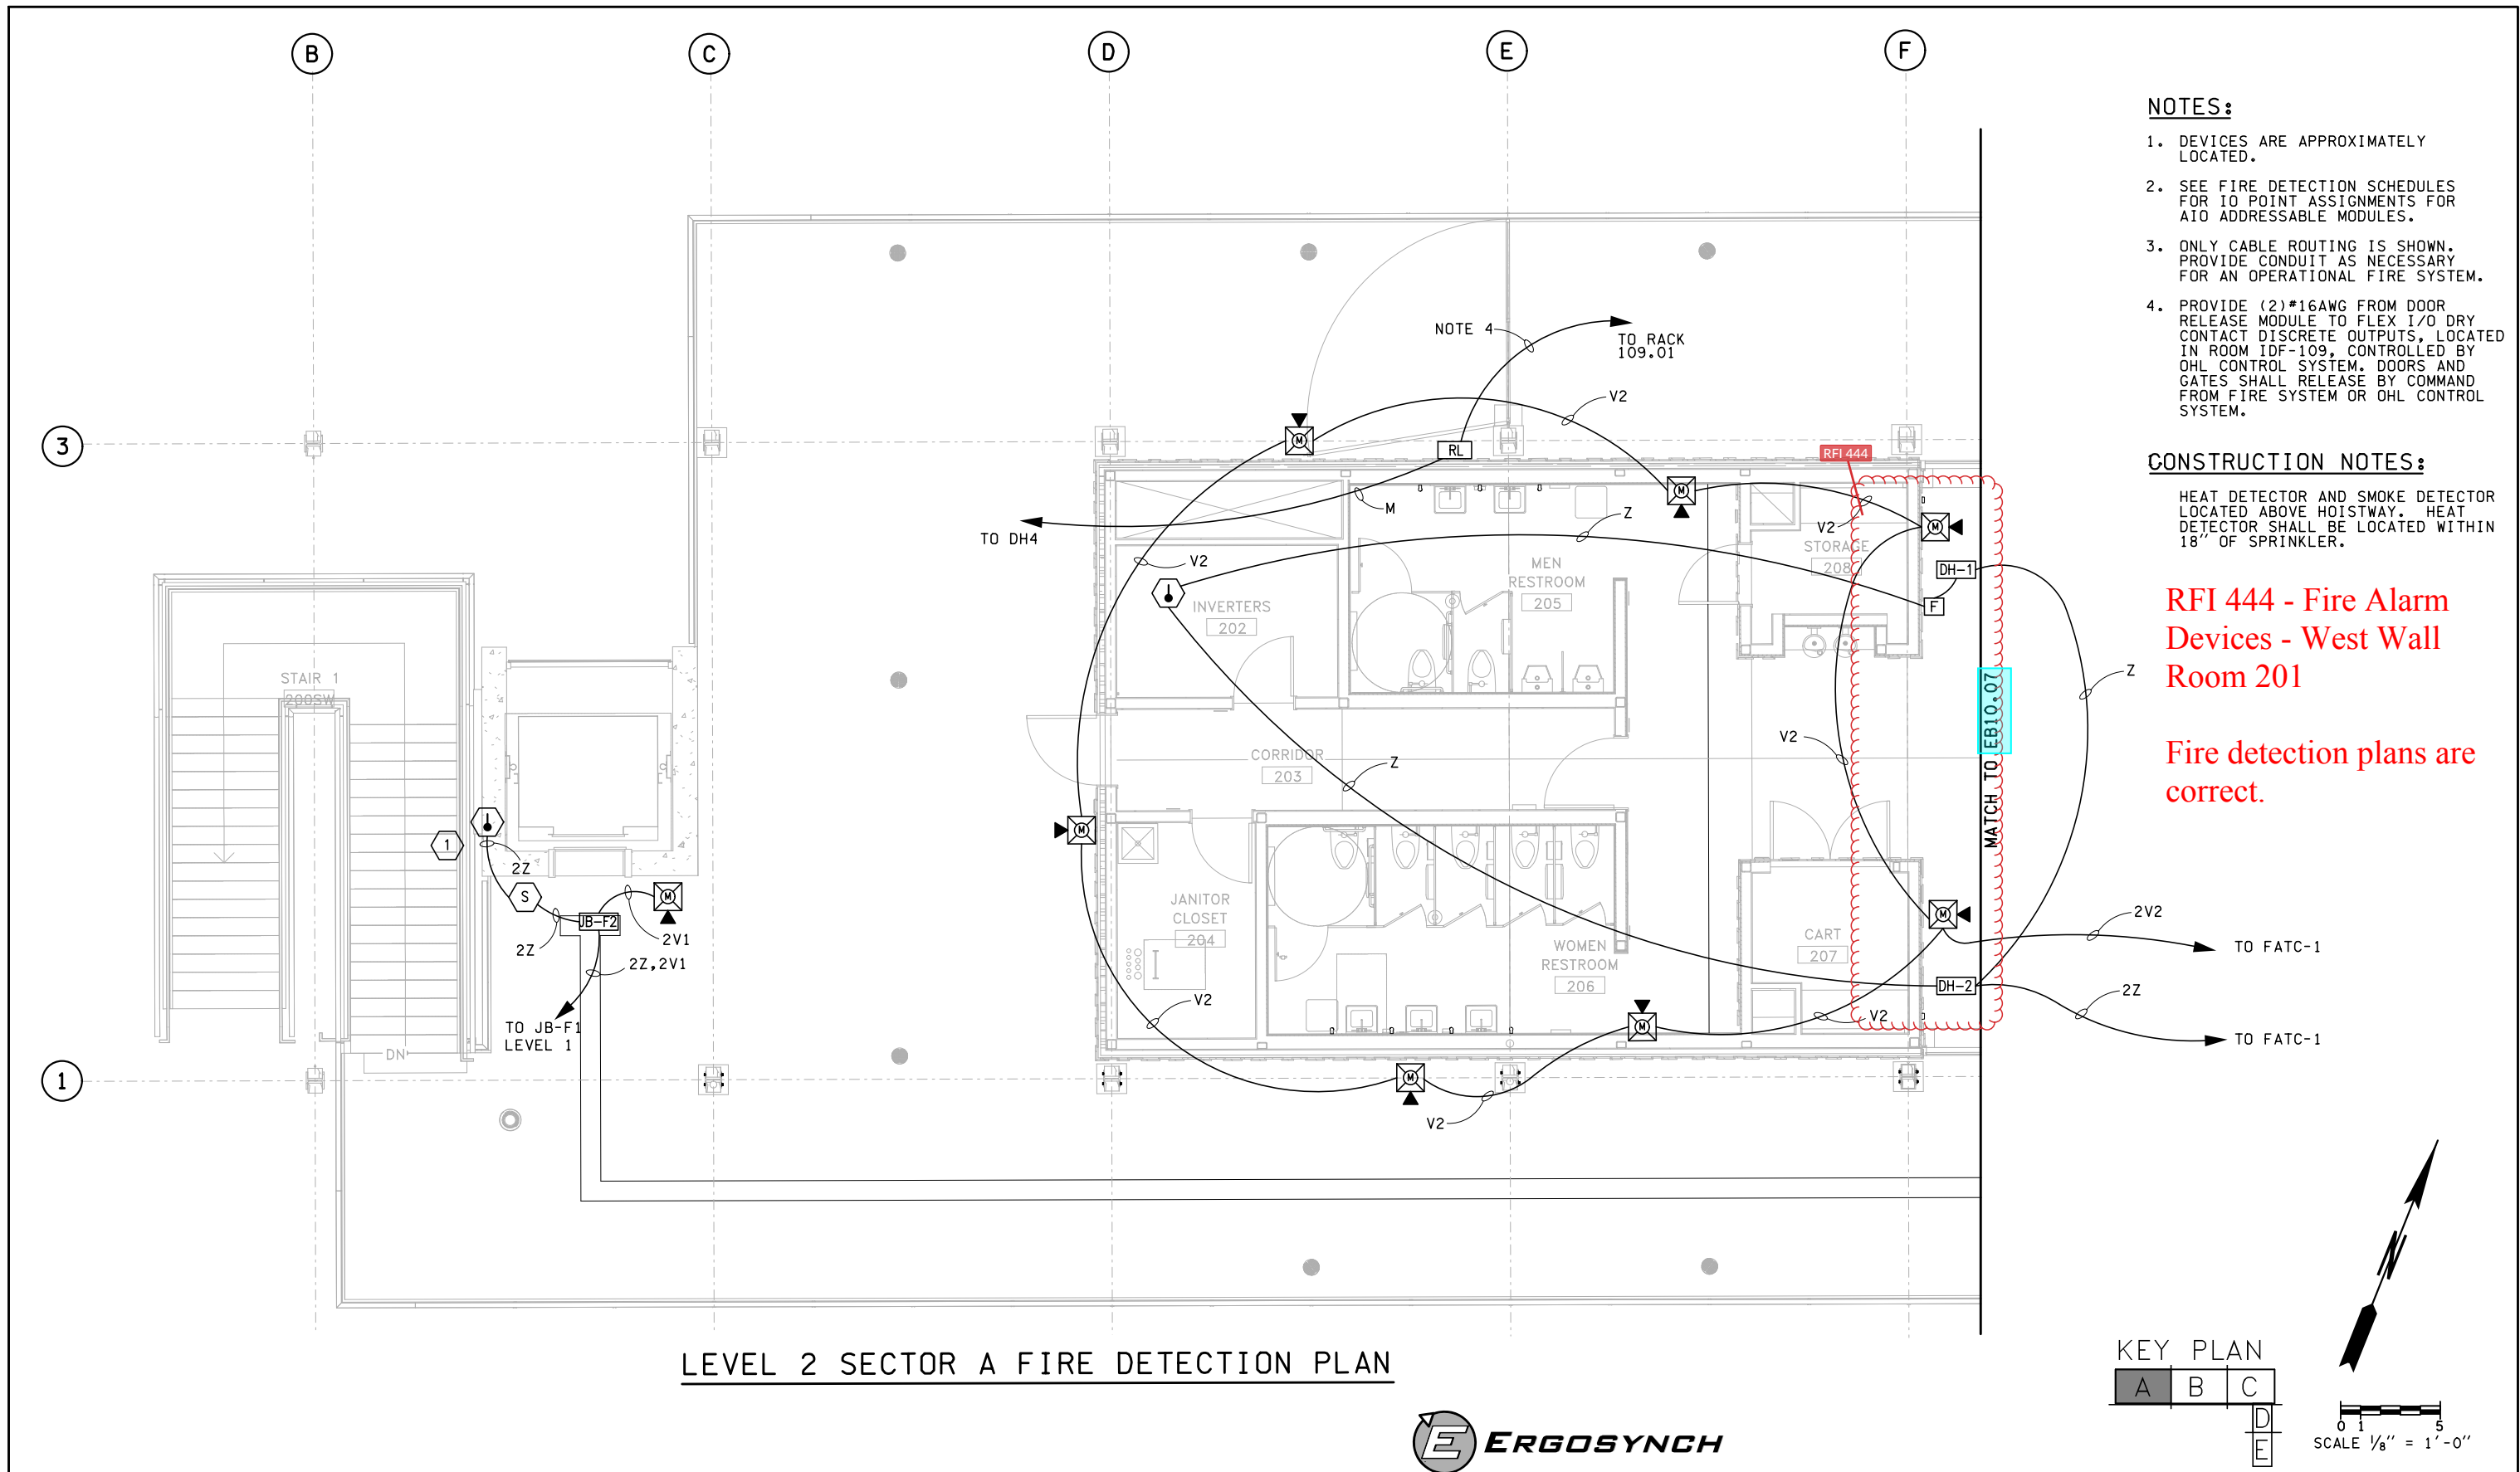 B
C
D
E
F
3
1
NOTES:
1. DEVICES ARE APPROXIMATELY
LOCATED.
2. SEE FIRE DETECTION SCHEDULES
FOR IO POINT ASSIGNMENTS FOR
AIO ADDRESSABLE MODULES.
3. ONLY CABLE ROUTING IS SHOWN.
PROVIDE CONDUIT AS NECESSARY
FOR AN OPERATIONAL FIRE SYSTEM.
4. PROVIDE (2)#16AWG FROM DOOR
RELEASE MODULE TO FLEX I/O DRY
CONTACT DISCRETE OUTPUTS, LOCATED
IN ROOM IDF-109, CONTROLLED BY
OHL CONTROL SYSTEM. DOORS AND
GATES SHALL RELEASE BY COMMAND
FROM FIRE SYSTEM OR OHL CONTROL
SYSTEM.
CONSTRUCTION NOTES:
HEAT DETECTOR AND SMOKE DETECTOR
LOCATED ABOVE HOISTWAY. HEAT
DETECTOR SHALL BE LOCATED WITHIN
18" OF SPRINKLER.
RFI 444 - Fire Alarm
Devices - West Wall
Room 201
Fire detection plans are
correct.
NOTE 4
TO RACK
109.01
V2
M
RL
RFI 444
M
M
TO DH4
Z
V2
M
STORAGE
208
DH-1
F
V2
INVERTERS
202
MEN
RESTROOM
205
STAIR 1
200SW
Z
V2
MATCH TO EB10.07
CORRIDOR
203
Z
M
1
2Z
S
JB-F2
M
2Z
2V1
2Z,2V1
TO JB-F1
LEVEL 1
DN
JANITOR
CLOSET
204
WOMEN
RESTROOM
206
CART
207
M
2V2
TO FATC-1
DH-2
2Z
TO FATC-1
V2
M
V2
M
V2
LEVEL 2 SECTOR A FIRE DETECTION PLAN
KEY PLAN
A B C
D
E
0 1 5
SCALE 1/8" = 1'-0"
E ERGOSYNCH